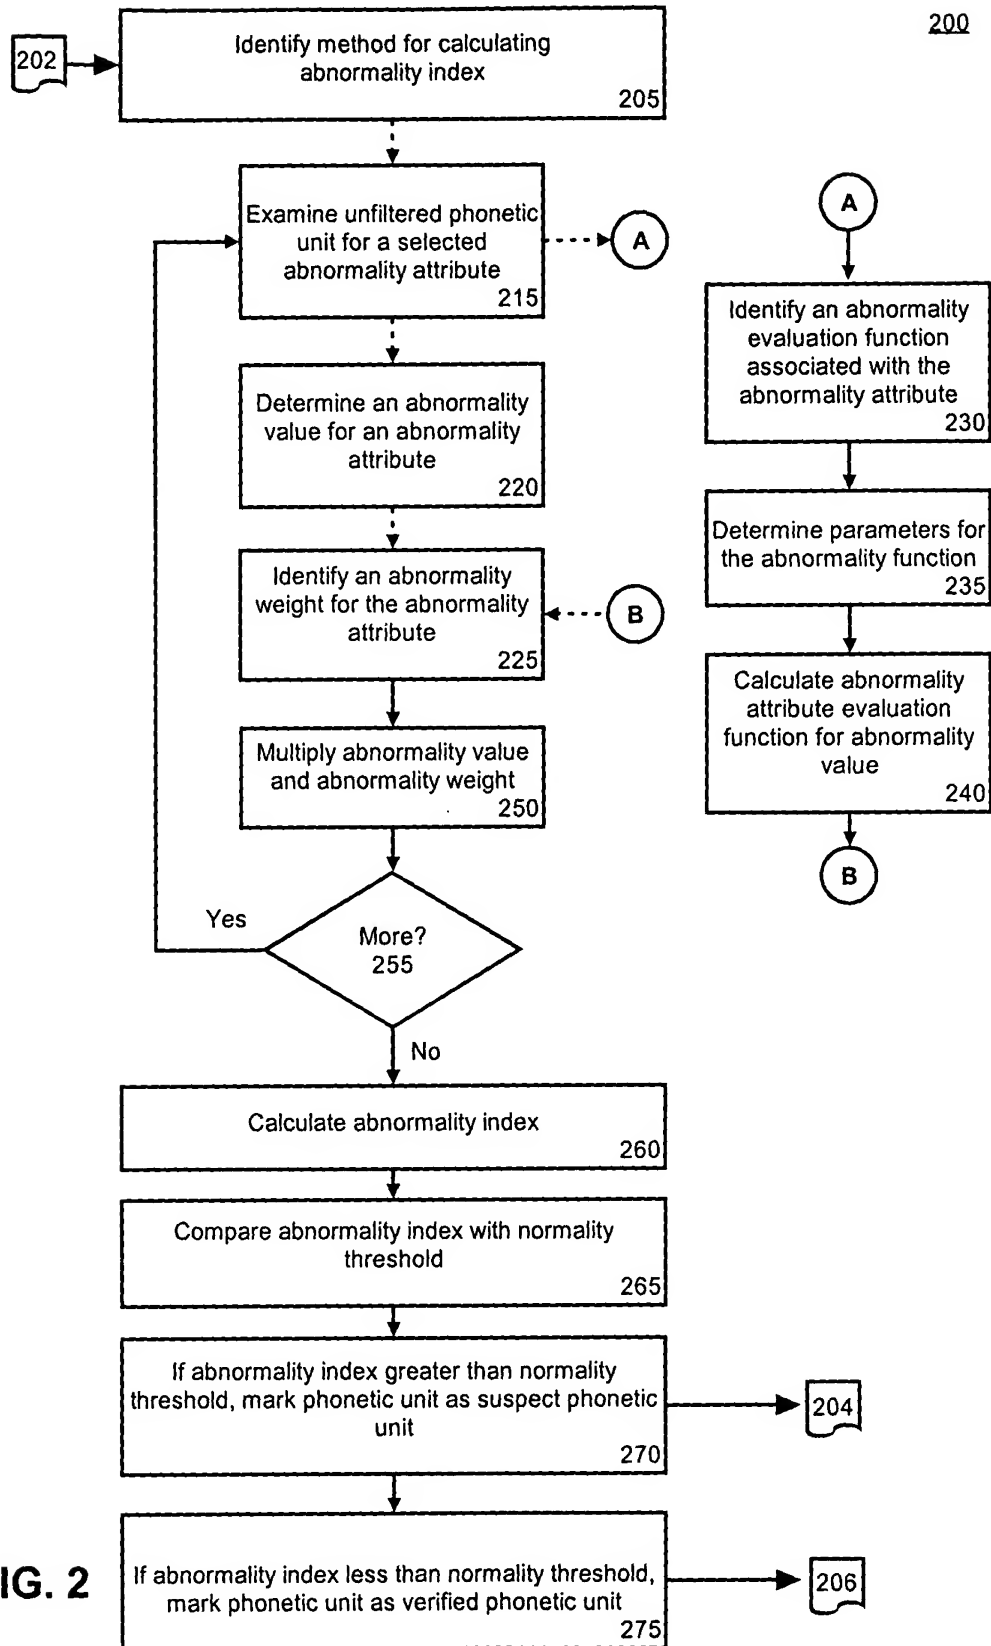 200
202
Identify method for calculating
abnormality index
205
Examine unfiltered phonetic
unit for a selected
abnormality attribute
215
A
Determine an abnormality
value for an abnormality
attribute
220
Identify an abnormality
weight for the abnormality
attribute
225
B
Multiply abnormality value
and abnormality weight
250
Yes
More?
255
No
A
Identify an abnormality
evaluation function
associated with the
abnormality attribute
230
Determine parameters for
the abnormality function
235
Calculate abnormality
attribute evaluation
function for abnormality
value
240
B
Calculate abnormality index
260
Compare abnormality index with normality
threshold
265
If abnormality index greater than normality
threshold, mark phonetic unit as suspect phonetic
unit
270
204
If abnormality index less than normality threshold,
mark phonetic unit as verified phonetic unit
275
206
IG. 2